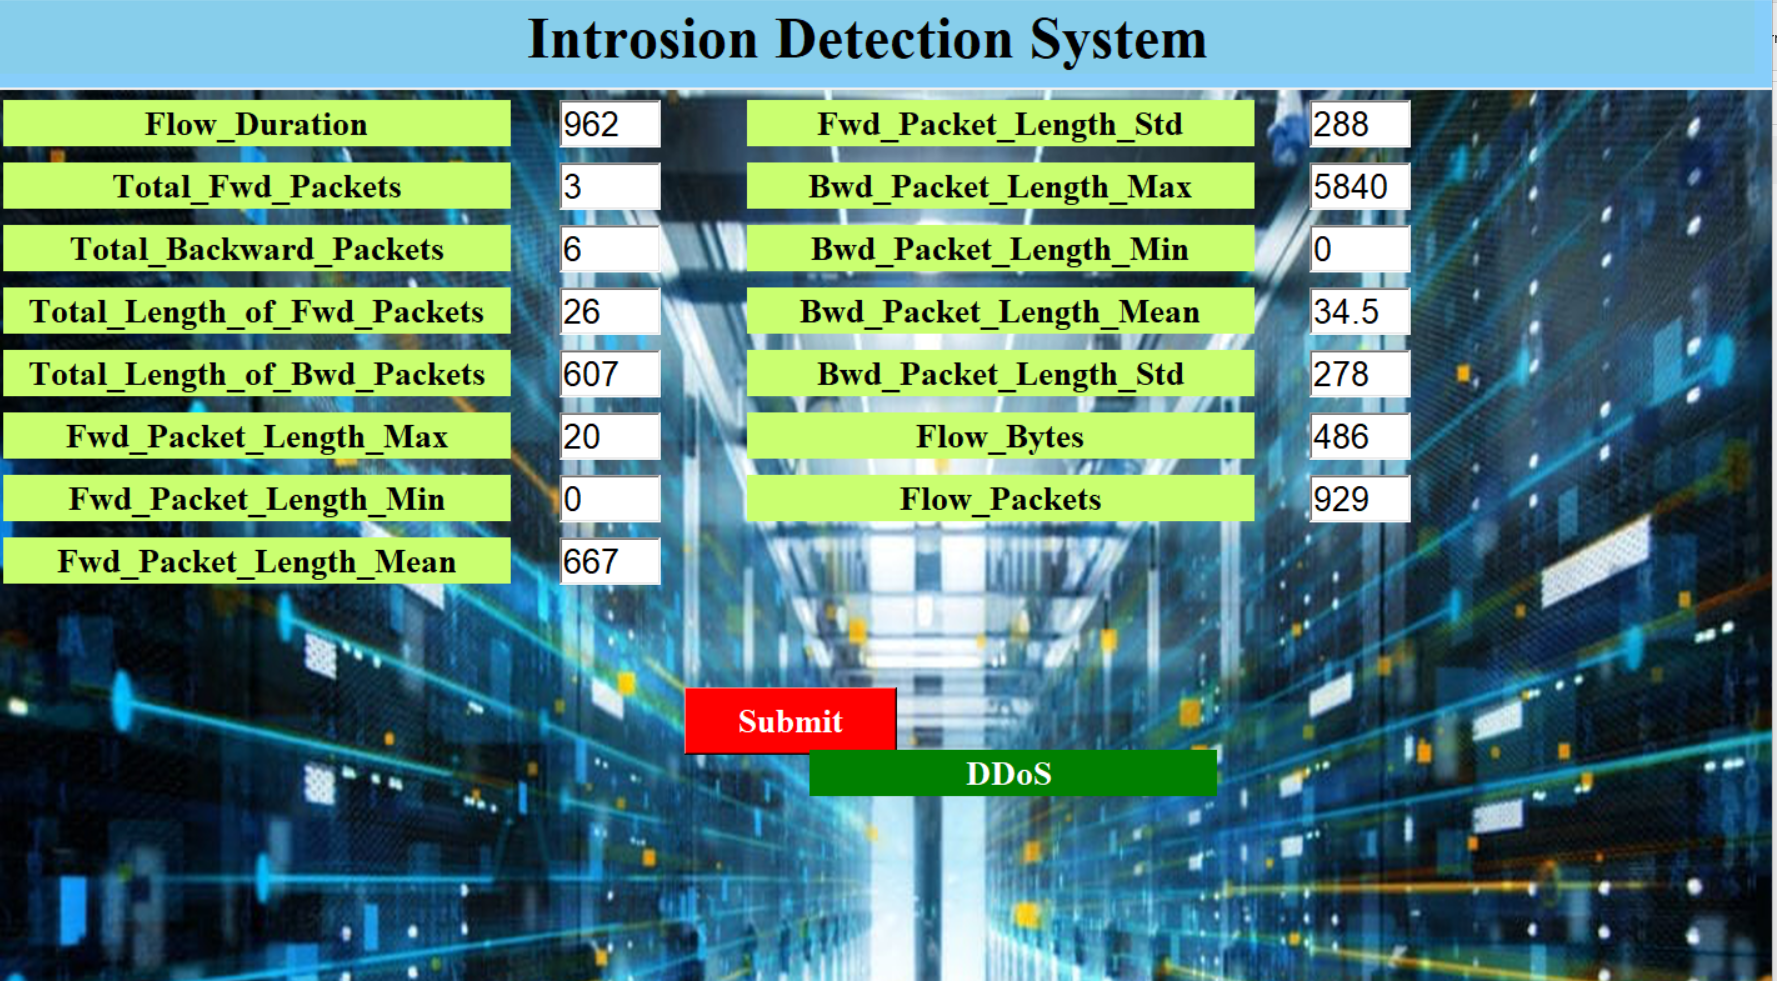 Introsion Detection System
Flow_Duration 962 Fwd_Packet_Length_Std 288
Total_Fwd_Packets 3 Bwd_Packet_Length_Max 5840
Total_Backward_Packets 6 Bwd_Packet_Length_Min 0
Total_Length_of_Fwd_Packets 26 Bwd_Packet_Length_Mean 34.5
Total_Length_of_Bwd_Packets 607 Bwd_Packet_Length_Std 278
Fwd_Packet_Length_Max 20 Flow_Bytes 486
Fwd_Packet_Length_Min 0 Flow_Packets 929
Fwd_Packet_Length_Mean 667
Submit
DDoS